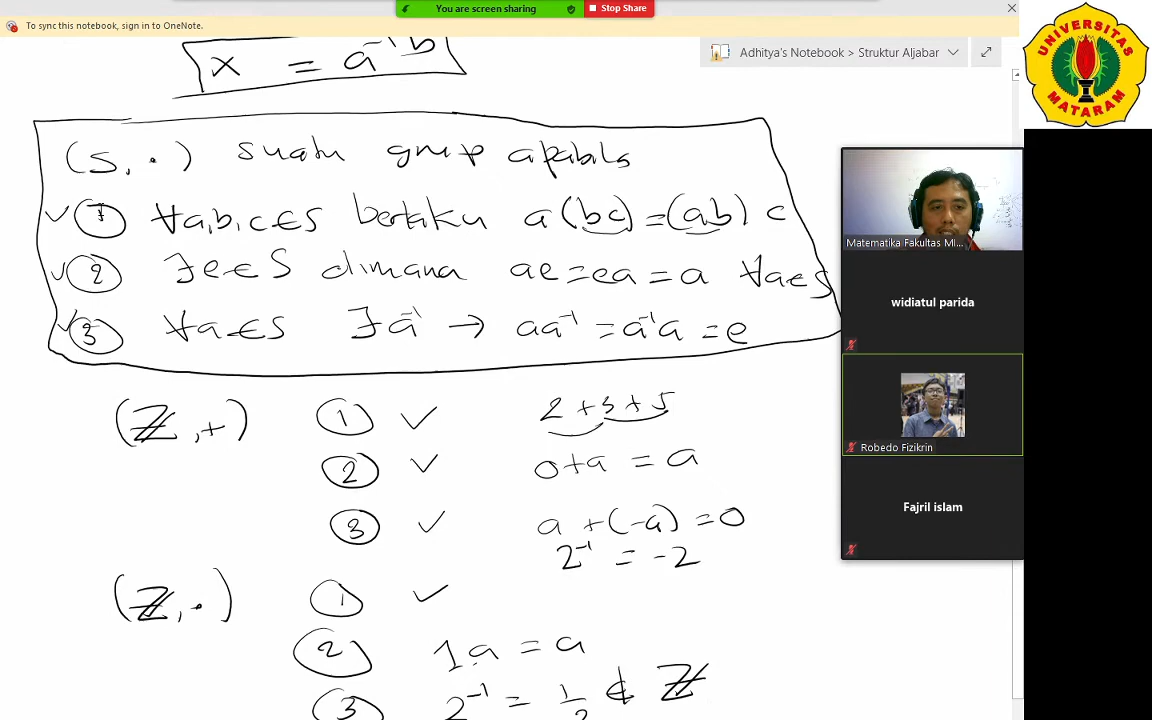 You are screen sharing
Stop Share
To sync this notebook, sign in to OneNote.
Adhitya's Notebook > Struktur Aljabar
UNIVERSITAS
MATARAM
x = a⁻¹b
(S, ·) suatu grup apabila
① ∀a,b,c∈S berlaku a(bc)=(ab)c
② ∃e∈S dimana ae=ea=a ∀a∈S
③ ∀a∈S ∃a⁻¹ → aa⁻¹=a⁻¹a=e
(ℤ,+) ① ✓ 2+3+5
② ✓ 0+a=a
③ ✓ a+(-a)=0
2⁻¹ = -2
(ℤ,·) ① ✓
② 1a=a
③ 2⁻¹ = 1/2 ∉ ℤ
Matematika Fakultas MI...
widiatul parida
Robedo Fizikrin
Fajril islam